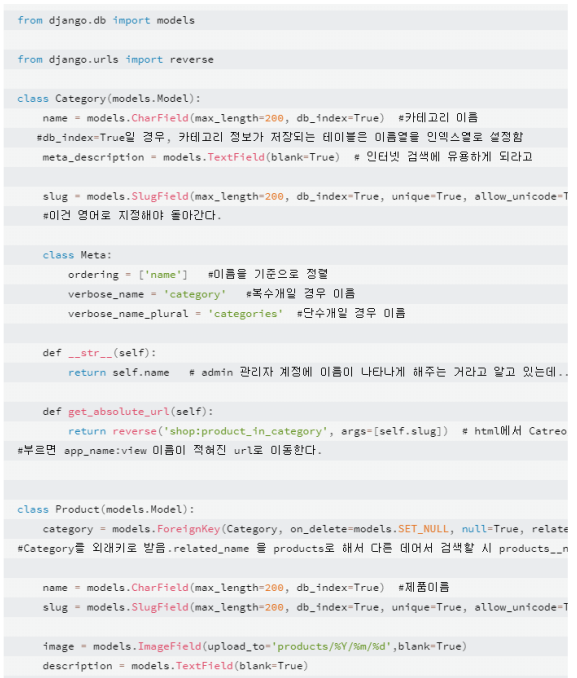 from django.db import models
from django.urls import reverse
class Category(models.Model):
name = models.CharField(max_length=200, db_index=True)  #카테고리 이름
#db_index=True일 경우, 카테고리 정보가 저장되는 테이블은 이름열을 인덱스열로 설정함
meta_description = models.TextField(blank=True)  # 인터넷 검색에 유용하게 되라고
slug = models.SlugField(max_length=200, db_index=True, unique=True, allow_unicode=T
#이건 영어로 지정해야 돌아간다.
class Meta:
ordering = ['name']   #이름을 기준으로 정렬
verbose_name = 'category'   #복수개일 경우 이름
verbose_name_plural = 'categories'  #단수개일 경우 이름
def __str__(self):
return self.name   # admin 관리자 계정에 이름이 나타나게 해주는 거라고 알고 있는데..
def get_absolute_url(self):
return reverse('shop:product_in_category', args=[self.slug])  # html에서 Catreo
#부르면 app_name:view 이름이 적혀진 url로 이동한다.
class Product(models.Model):
category = models.ForeignKey(Category, on_delete=models.SET_NULL, null=True, relate
#Category를 외래키로 받음.related_name 을 products로 해서 다른 데어서 검색할 시 products__n
name = models.CharField(max_length=200, db_index=True)  #제품이름
slug = models.SlugField(max_length=200, db_index=True, unique=True, allow_unicode=T
image = models.ImageField(upload_to='products/%Y/%m/%d',blank=True)
description = models.TextField(blank=True)